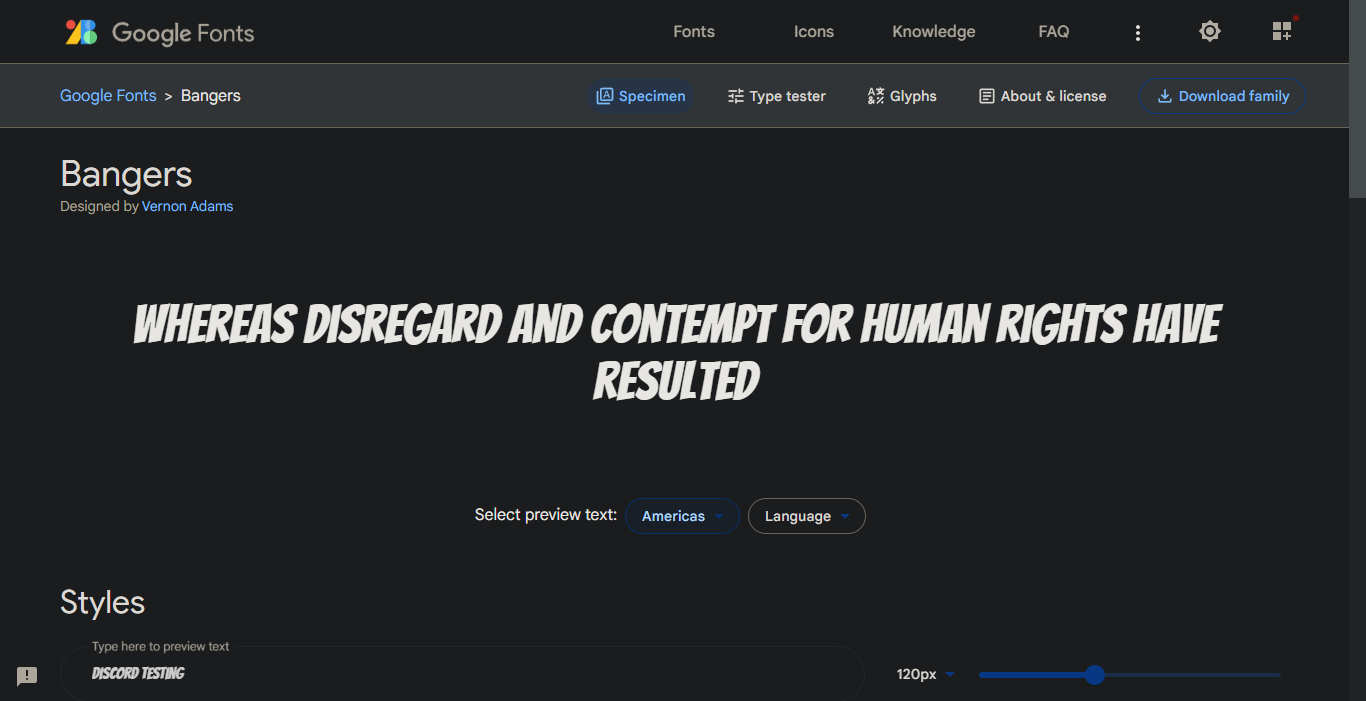 Google Fonts
Fonts
Icons
Knowledge
FAQ
Google Fonts > Bangers
Specimen
Type tester
Glyphs
About & license
Download family
Bangers
Designed by Vernon Adams
WHEREAS DISREGARD AND CONTEMPT FOR HUMAN RIGHTS HAVE
RESULTED
Select preview text:
Americas
Language
Styles
Type here to preview text
DISCORD TESTING
120px